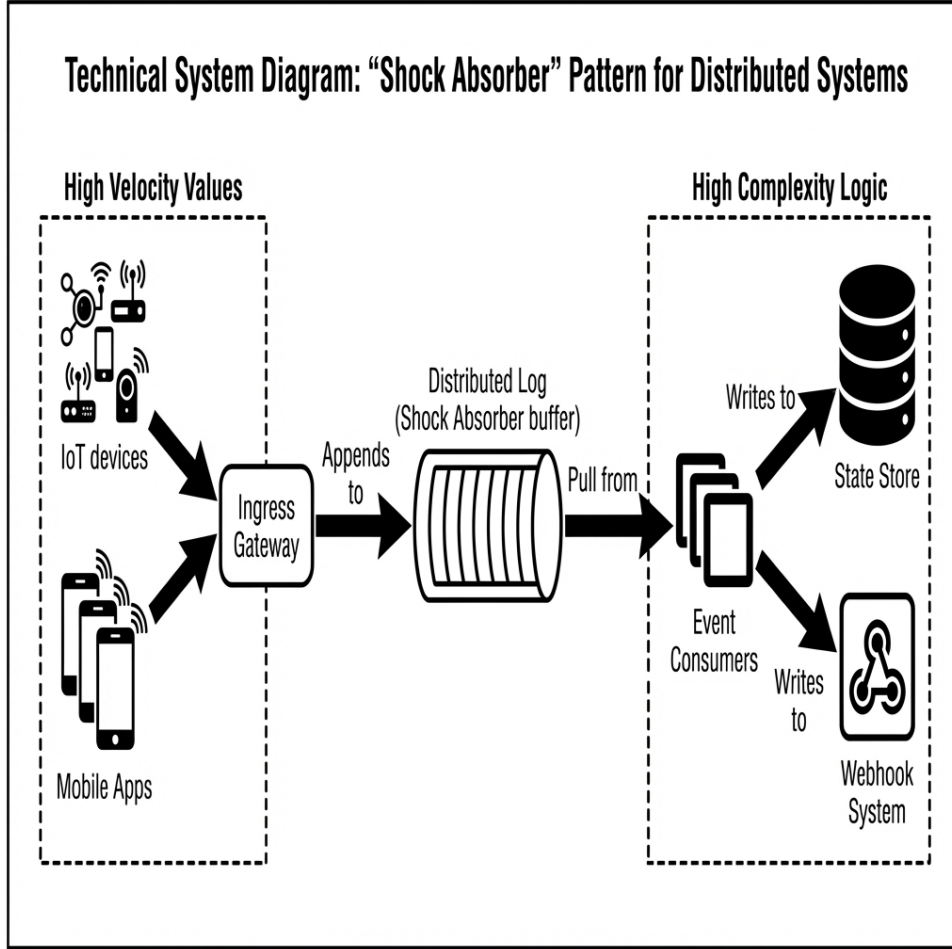 Technical System Diagram: “Shock Absorber” Pattern for Distributed Systems
High Velocity Values
High Complexity Logic
IoT devices
Mobile Apps
Ingress
Gateway
Appends
to
Distributed Log
(Shock Absorber buffer)
Pull from
Event
Consumers
Writes to
State Store
Writes
to
Webhook
System